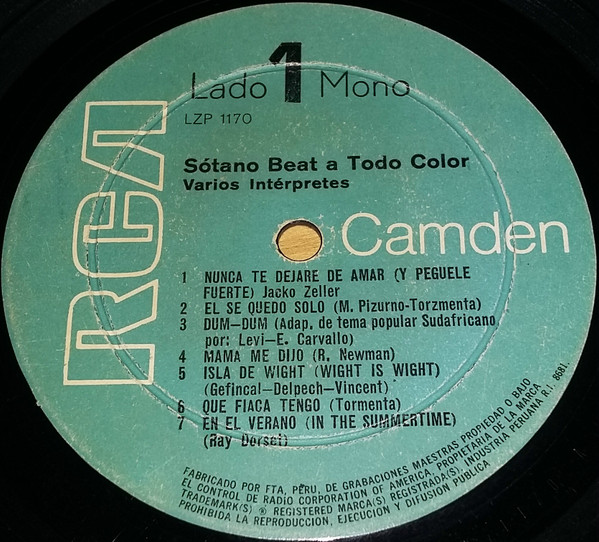 Lado 1 Mono
LZP 1170
Sótano Beat a Todo Color
Varios Intérpretes
RCA
Camden
1 NUNCA TE DEJARE DE AMAR (Y PEGUELE
FUERTE) Jacko Zeller
2 EL SE QUEDO SOLO (M. Pizurno-Torzmenta)
3 DUM—DUM (Adap. de tema popular Sudafricano
por: Levi—E. Carvallo)
4 MAMA ME DIJO (R. Newman)
5 ISLA DE WIGHT (WIGHT IS WIGHT)
(Gefincal—Delpech—Vincent)
6 QUE FIACA TENGO (Tormenta)
7 EN EL VERANO (IN THE SUMMERTIME)
(Ray Dorset)
FABRICADO POR FTA, PERU, DE GRABACIONES MAESTRAS PROPIEDAD O BAJO
EL CONTROL DE RADIO CORPORATION OF AMERICA, PROPIETARIA DE LA MARCA.
TRADEMARK(S) ® REGISTERED MARCA(S) REGISTRADA(S), INDUSTRIA PERUANA R.I. 8681.
PROHIBIDA LA REPRODUCCION, EJECUCION Y DIFUSION PUBLICA